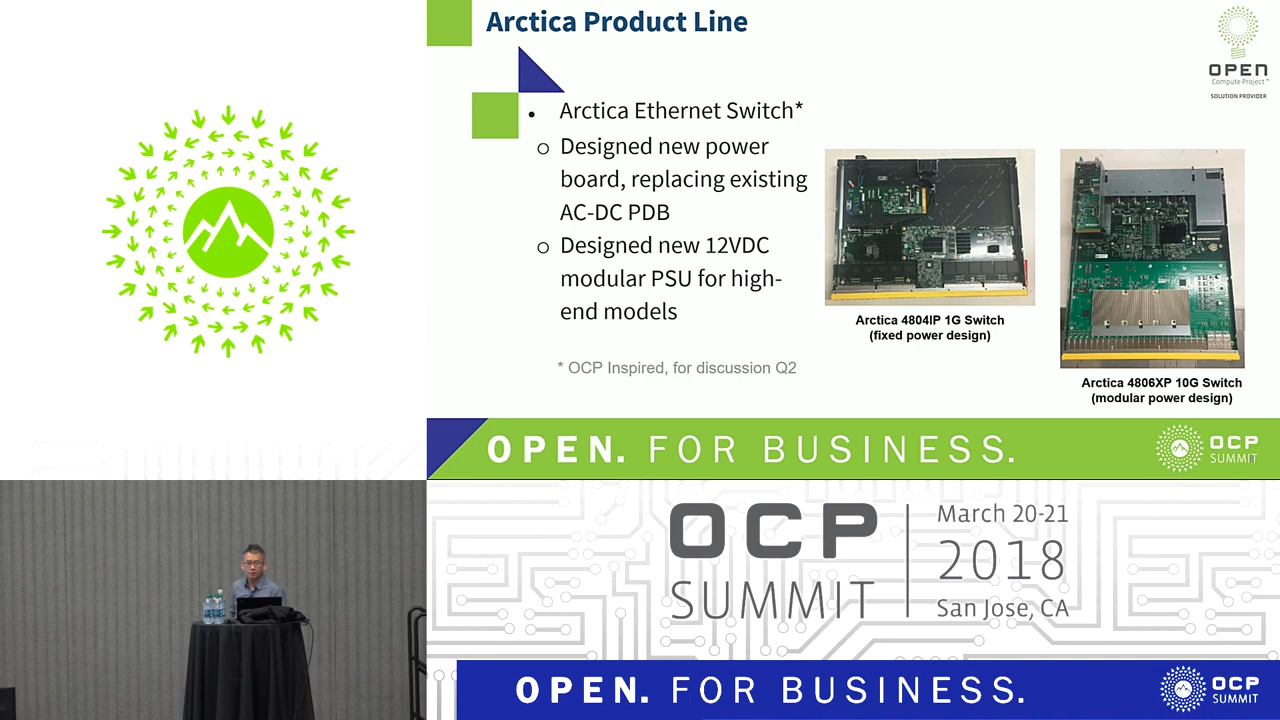 Arctica Product Line
OPEN
Compute Project™
SOLUTION PROVIDER
• Arctica Ethernet Switch*
o Designed new power
board, replacing existing
AC-DC PDB
o Designed new 12VDC
modular PSU for high-
end models
* OCP Inspired, for discussion Q2
Arctica 4804IP 1G Switch
(fixed power design)
Arctica 4806XP 10G Switch
(modular power design)
OPEN. FOR BUSINESS.
OCP
SUMMIT
OCP
SUMMIT
March 20-21
2018
San Jose, CA
OPEN. FOR BUSINESS.
OCP
SUMMIT